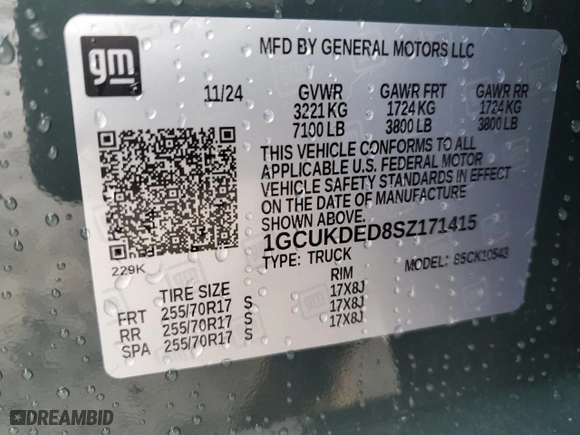 gm
MFD BY GENERAL MOTORS LLC
11/24 GVWR GAWR FRT GAWR RR
3221 KG 1724 KG 1724 KG
7100 LB 3800 LB 3800 LB
THIS VEHICLE CONFORMS TO ALL
APPLICABLE U.S. FEDERAL MOTOR
VEHICLE SAFETY STANDARDS IN EFFECT
ON THE DATE OF MANUFACTURE
SHOWN ABOVE.
1GCUKDED8SZ171415
229K TYPE: TRUCK MODEL: 85CK10543
TIRE SIZE RIM
FRT 255/70R17 S 17X8J
RR 255/70R17 S 17X8J
SPA 255/70R17 S 17X8J
DREAMBID